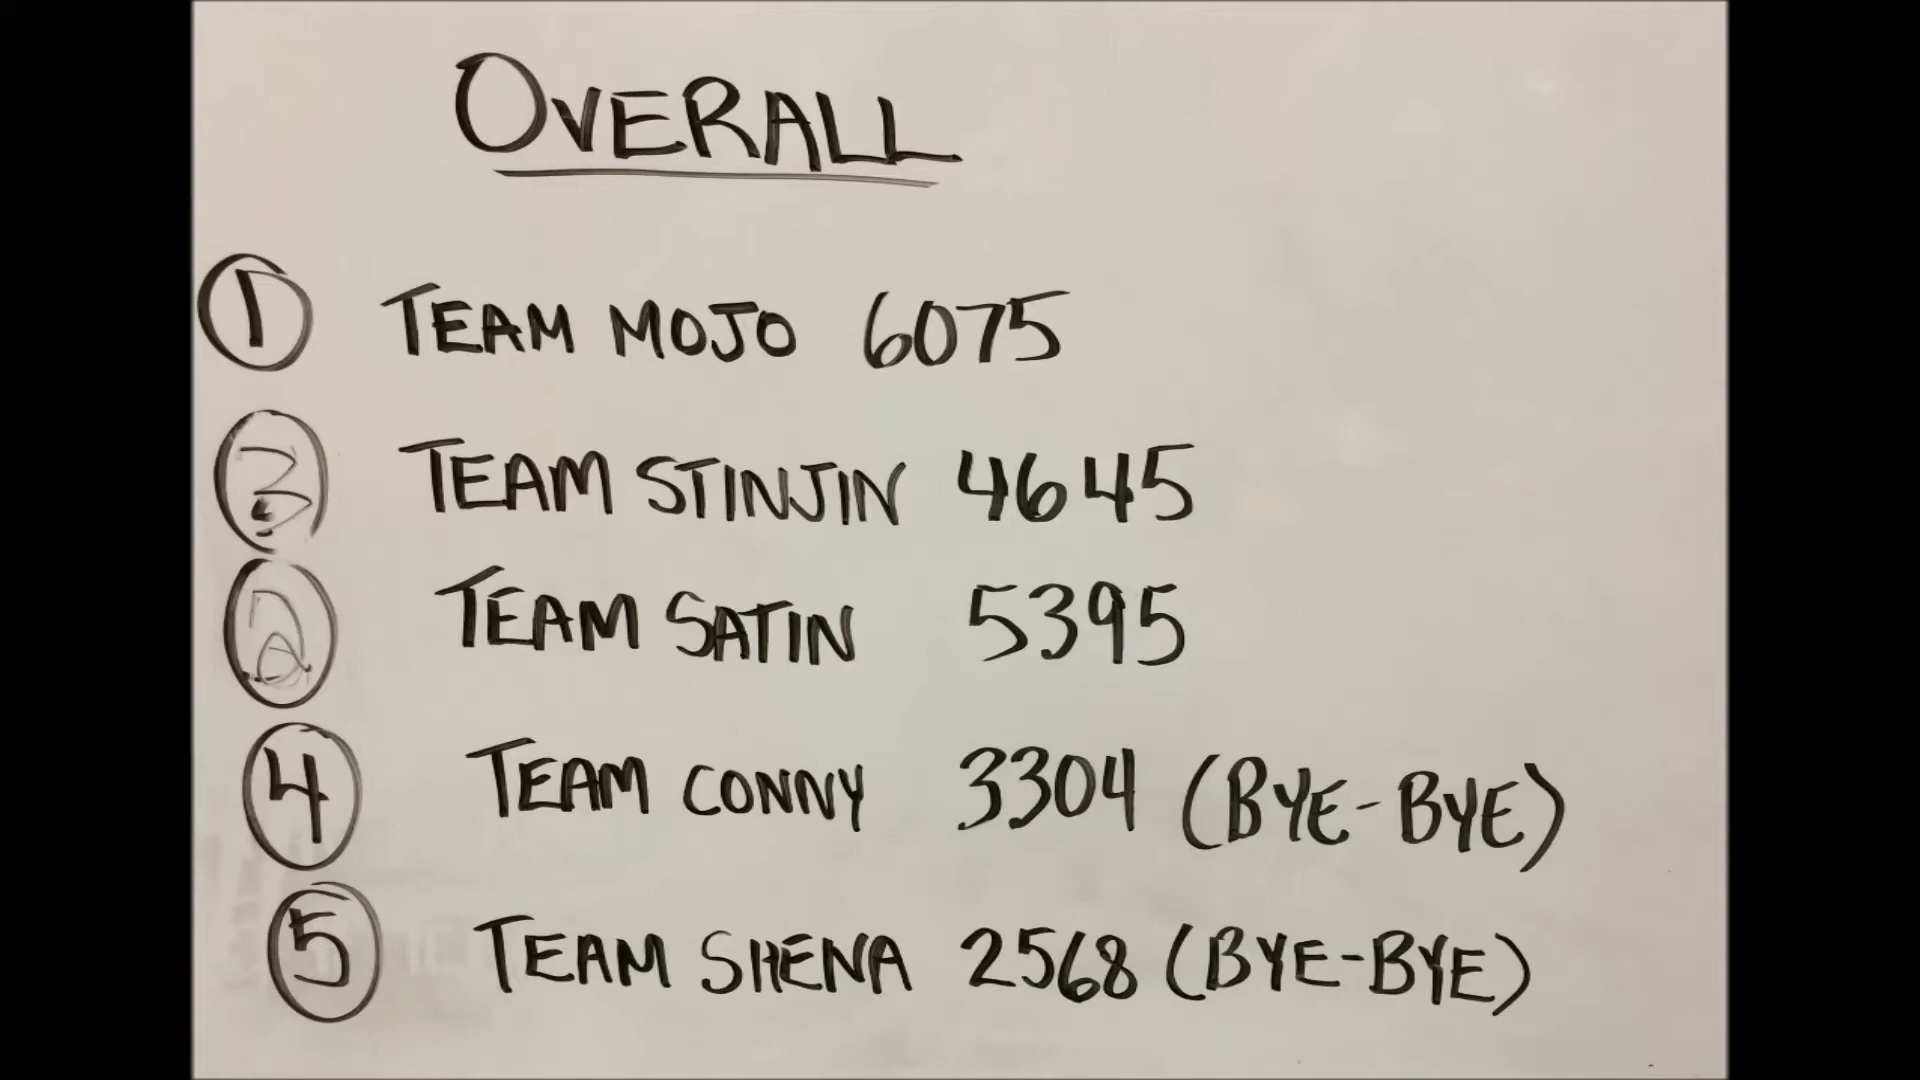 OVERALL
1 TEAM MOJO 6075
3 TEAM STINJIN 4645
2 TEAM SATIN 5395
4 TEAM CONNY 3304 (BYE-BYE)
5 TEAM SHENA 2568 (BYE-BYE)